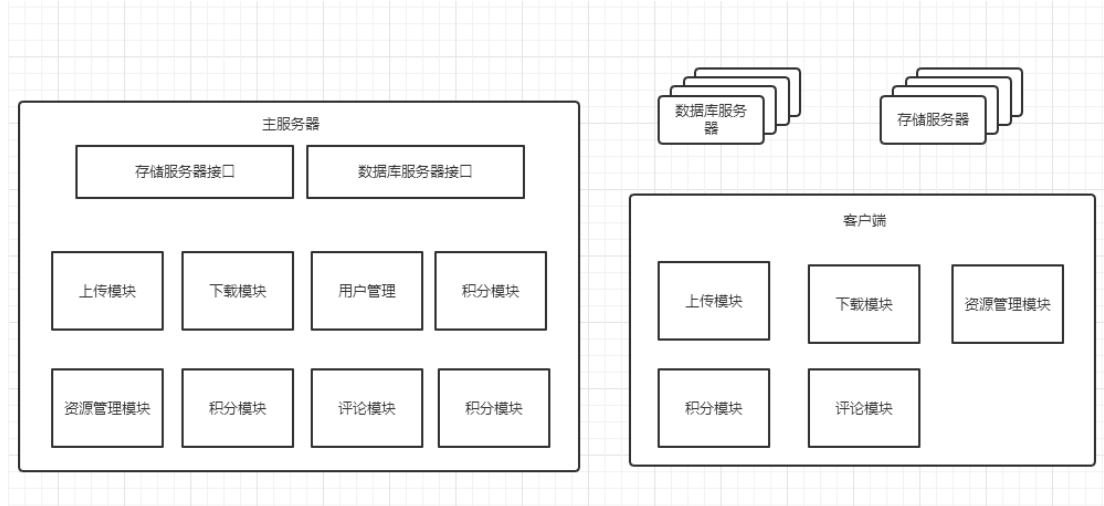 主服务器
存储服务器接口
数据库服务器接口
上传模块
下载模块
用户管理
积分模块
资源管理模块
积分模块
评论模块
积分模块
数据库服务
器
存储服务器
客户端
上传模块
下载模块
资源管理模块
积分模块
评论模块